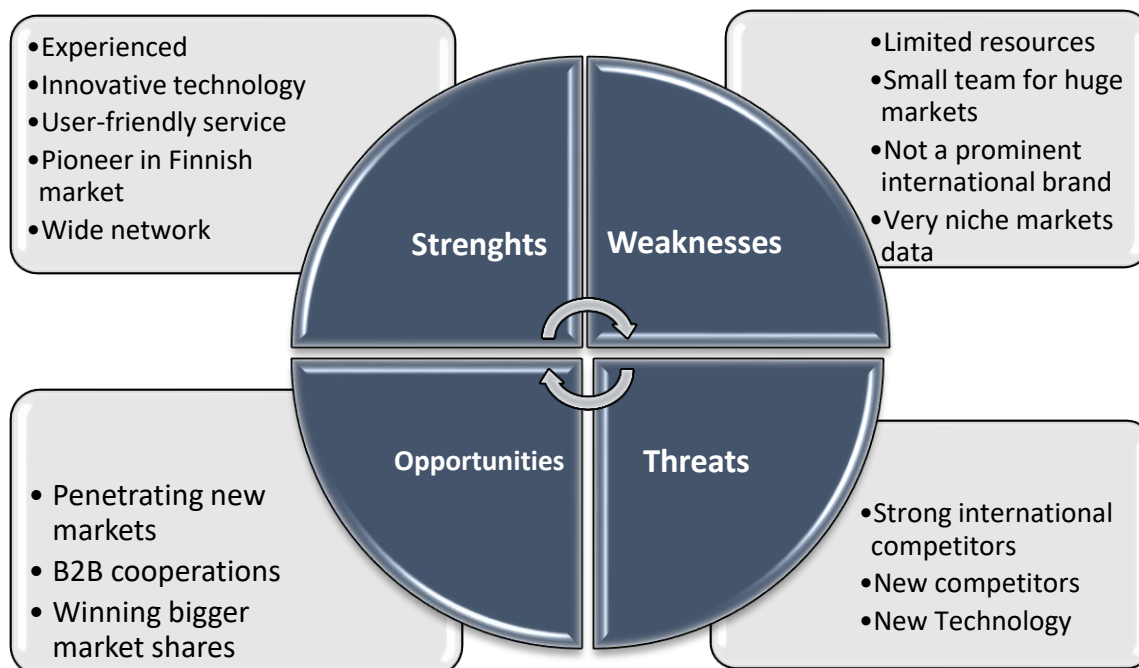 •Experienced
•Innovative technology
•User-friendly service
•Pioneer in Finnish
market
•Wide network
•Limited resources
•Small team for huge
markets
•Not a prominent
international brand
•Very niche markets
data
Strenghts
Weaknesses
Opportunities
Threats
• Penetrating new
markets
• B2B cooperations
• Winning bigger
market shares
•Strong international
competitors
•New competitors
•New Technology